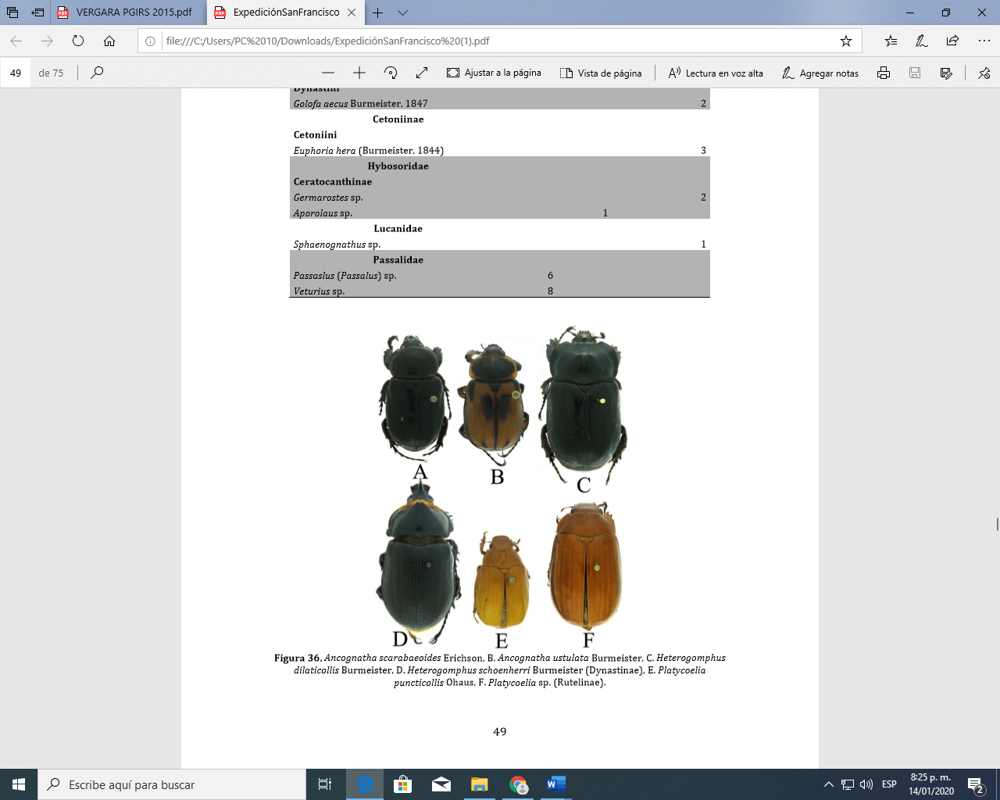 VERGARA PGIRS 2015.pdf
ExpediciónSanFrancisco
file:///C:/Users/PC%2010/Downloads/ExpediciónSanFrancisco%20(1).pdf
49 de 75
Ajustar a la página
Vista de página
Lectura en voz alta
Agregar notas
Dynastini
Golofa aecus Burmeister, 1847 2
Cetoniinae
Cetoniini
Euphoria hera (Burmeister, 1844) 3
Hybosoridae
Ceratocanthinae
Germarostes sp. 2
Aporolaus sp. 1
Lucanidae
Sphaenognathus sp. 1
Passalidae
Passaslus (Passalus) sp. 6
Veturius sp. 8
A
B
C
D
E
F
Figura 36. Ancognatha scarabaeoides Erichson, B. Ancognatha ustulata Burmeister, C. Heterogomphus
dilaticollis Burmeister, D. Heterogomphus schoenherri Burmeister (Dynastinae), E. Platycoelia
puncticollis Ohaus, F. Platycoelia sp. (Rutelinae).
49
Escribe aquí para buscar
ESP
8:25 p. m.
14/01/2020
2